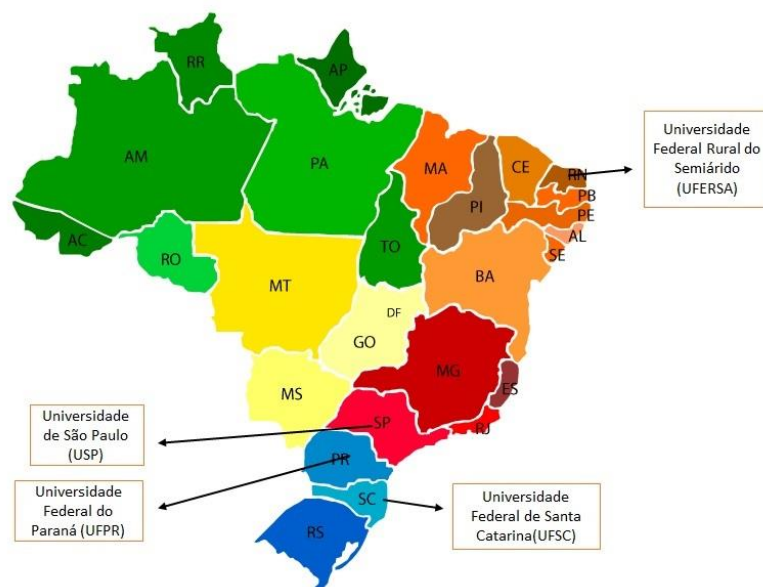 RR
AP
AM
PA
MA
CE
RN
PB
PE
AL
SE
PI
AC
RO
TO
MT
BA
DF
GO
MG
MS
ES
SP
RJ
PR
SC
RS
Universidade
Federal Rural do
Semiárido
(UFERSA)
Universidade
de São Paulo
(USP)
Universidade
Federal do
Paraná (UFPR)
Universidade
Federal de Santa
Catarina(UFSC)